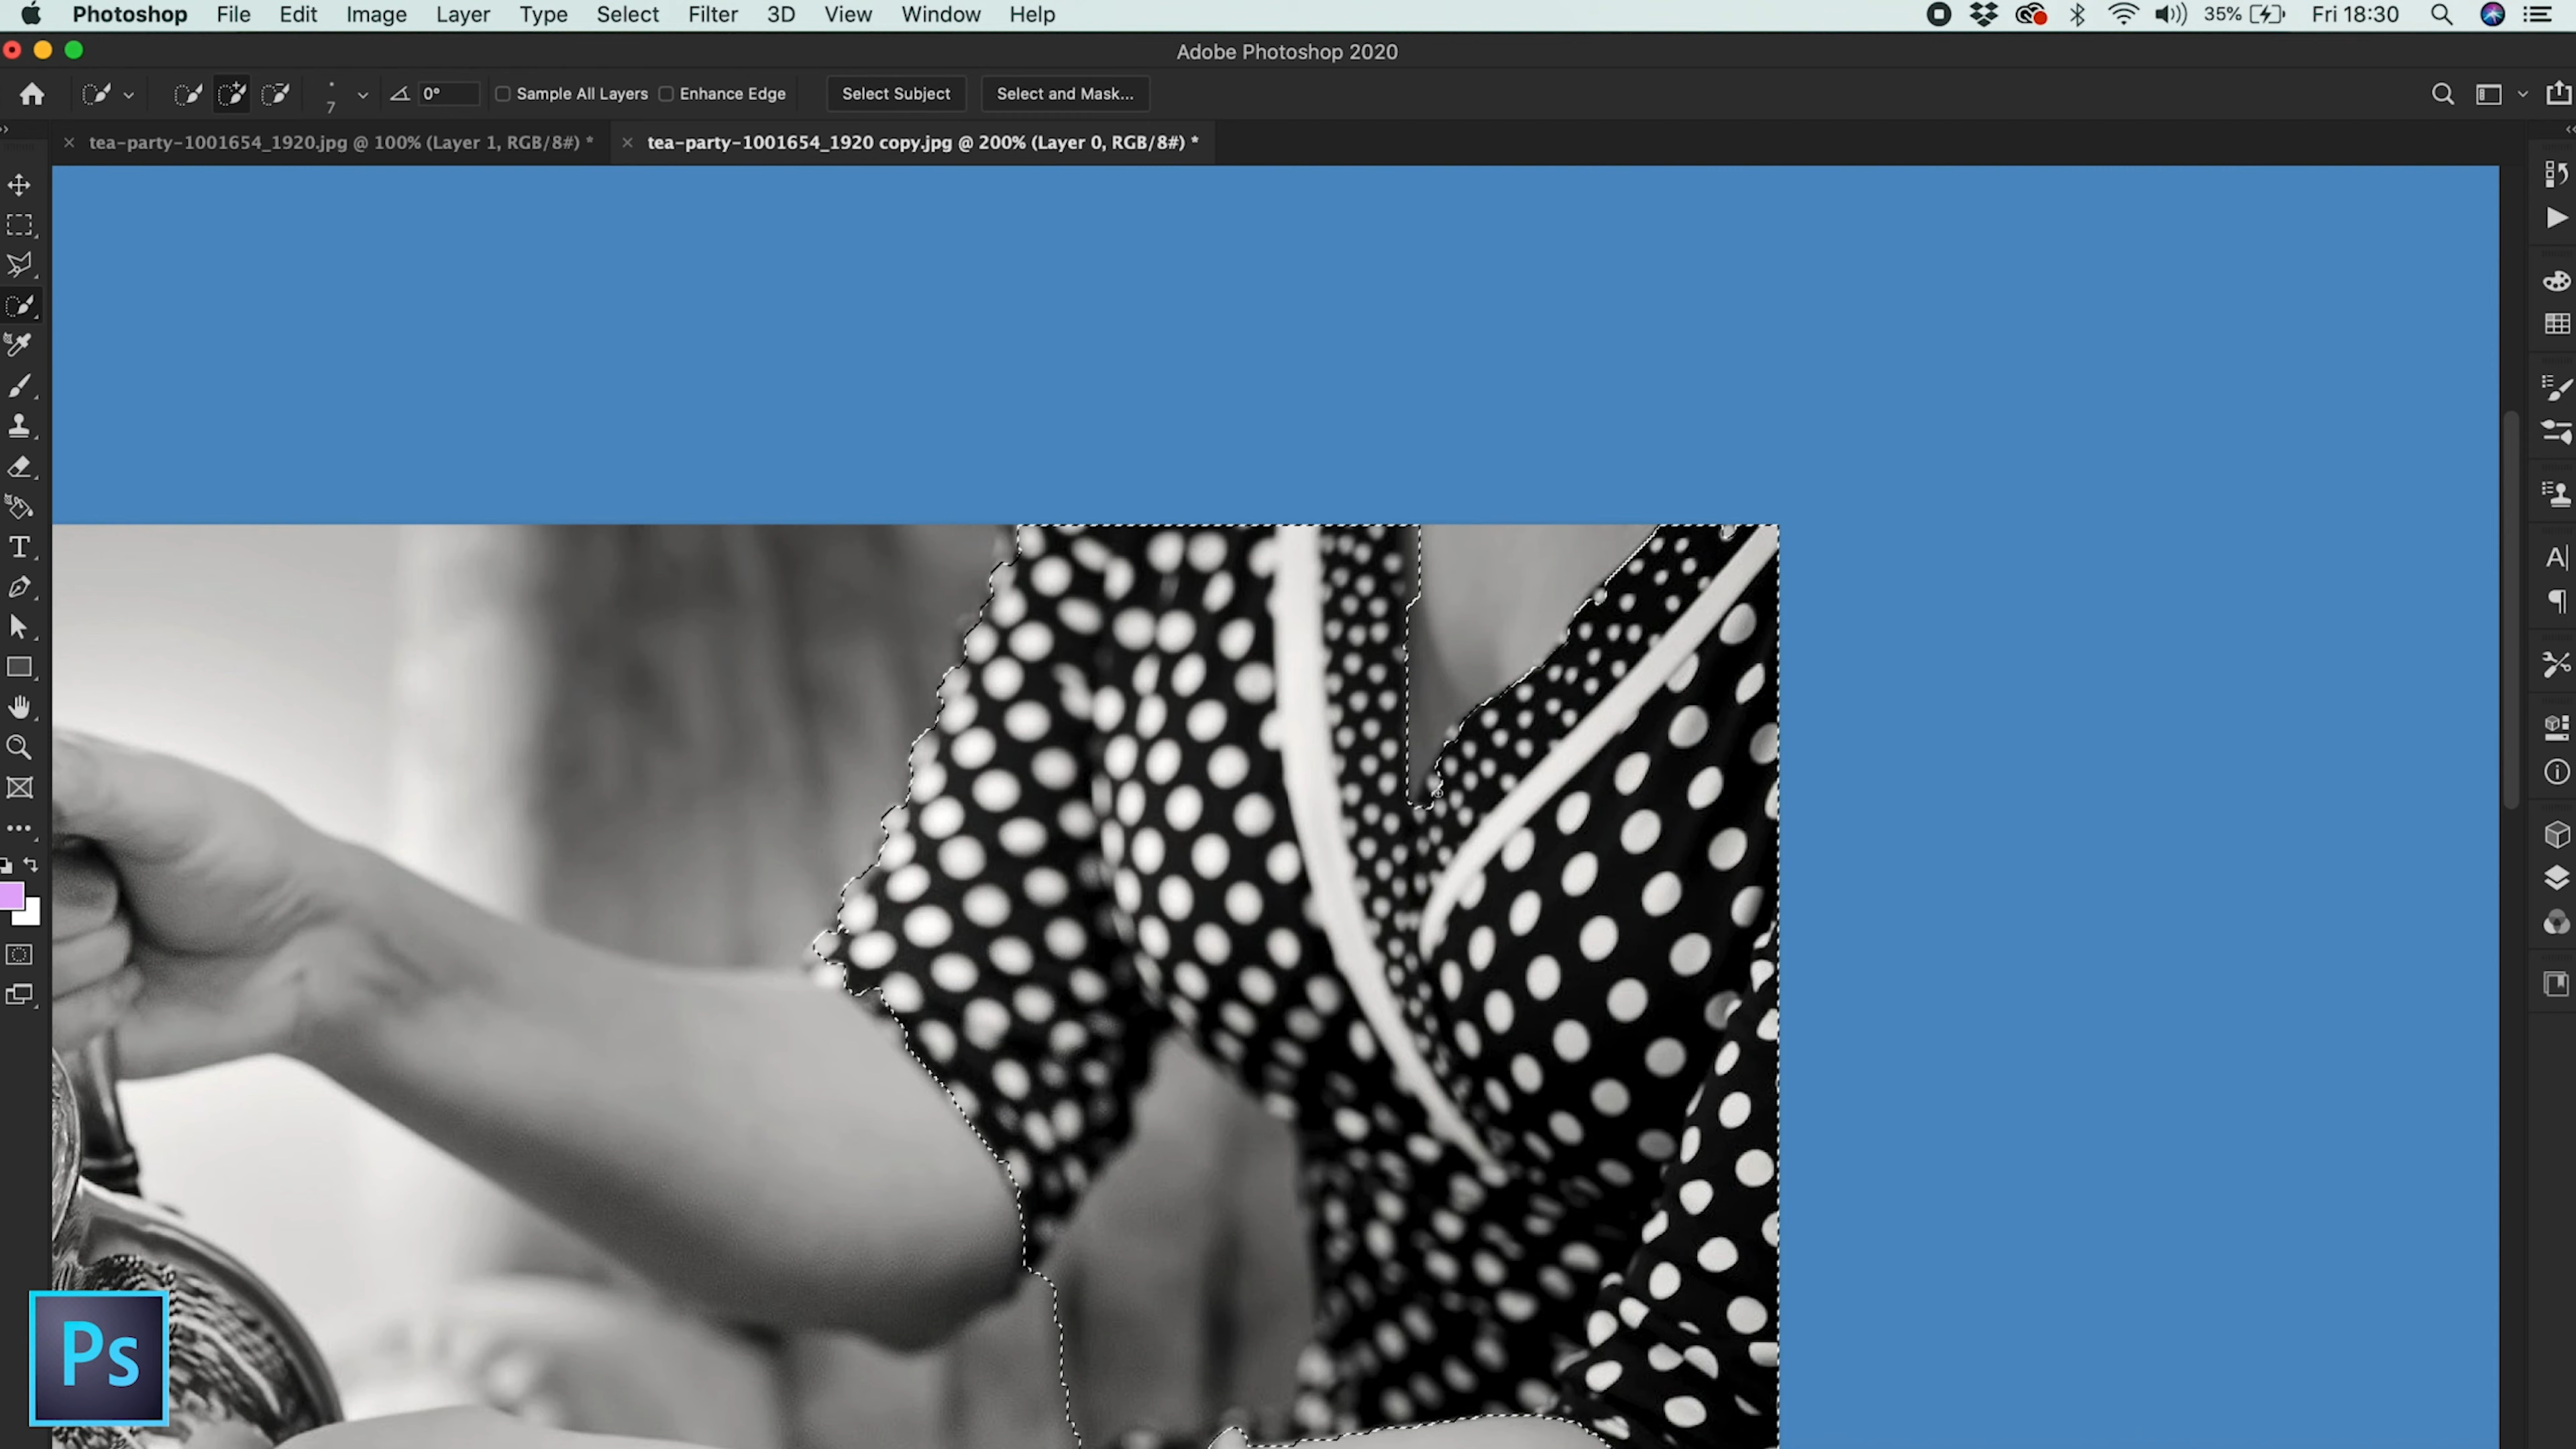 Photoshop File Edit Image Layer Type Select Filter 3D View Window Help 35% Fri 18:30
Adobe Photoshop 2020
7 0° Sample All Layers Enhance Edge Select Subject Select and Mask...
tea-party-1001654_1920.jpg @ 100% (Layer 1, RGB/8#) * tea-party-1001654_1920 copy.jpg @ 200% (Layer 0, RGB/8#) *
Ps